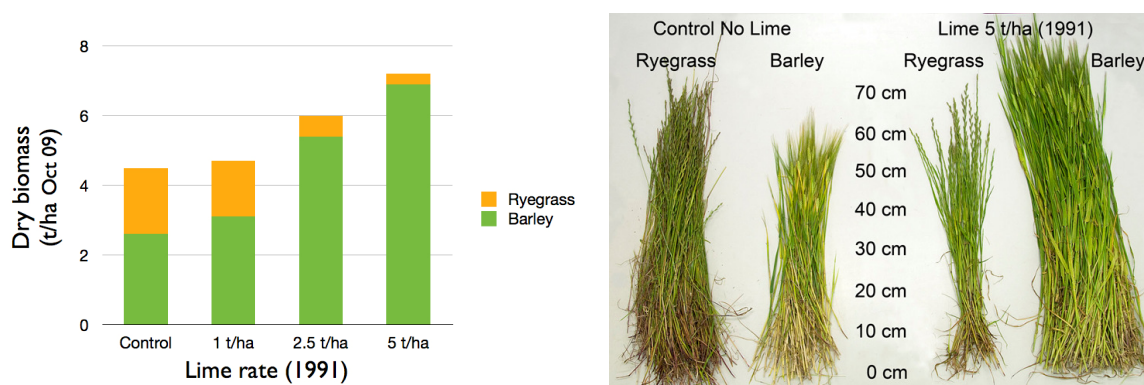 8
6
4
2
0
Dry biomass
(t/ha Oct 09)
Control
1 t/ha
2.5 t/ha
5 t/ha
Lime rate (1991)
Ryegrass
Barley
Control No Lime
Lime 5 t/ha (1991)
Ryegrass
Barley
Ryegrass
Barley
70 cm
60 cm
50 cm
40 cm
30 cm
20 cm
10 cm
0 cm